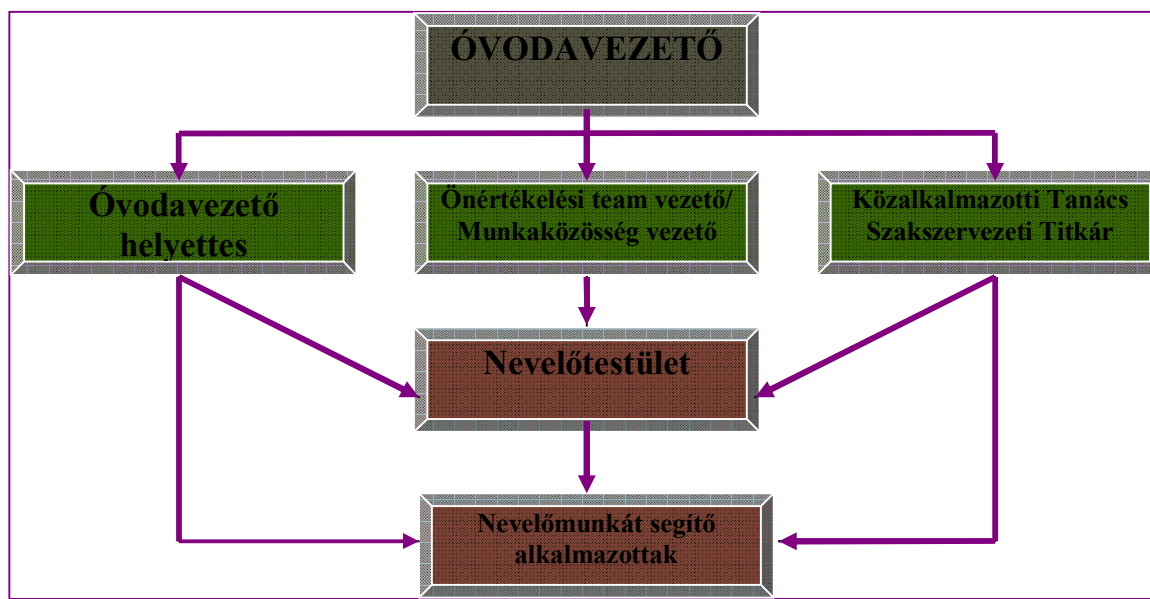 ÓVODAVEZETŐ
Óvodavezető
helyettes
Önértékelési team vezető/
Munkaközösség vezető
Közalkalmazotti Tanács
Szakszervezeti Titkár
Nevelőtestület
Nevelőmunkát segítő
alkalmazottak